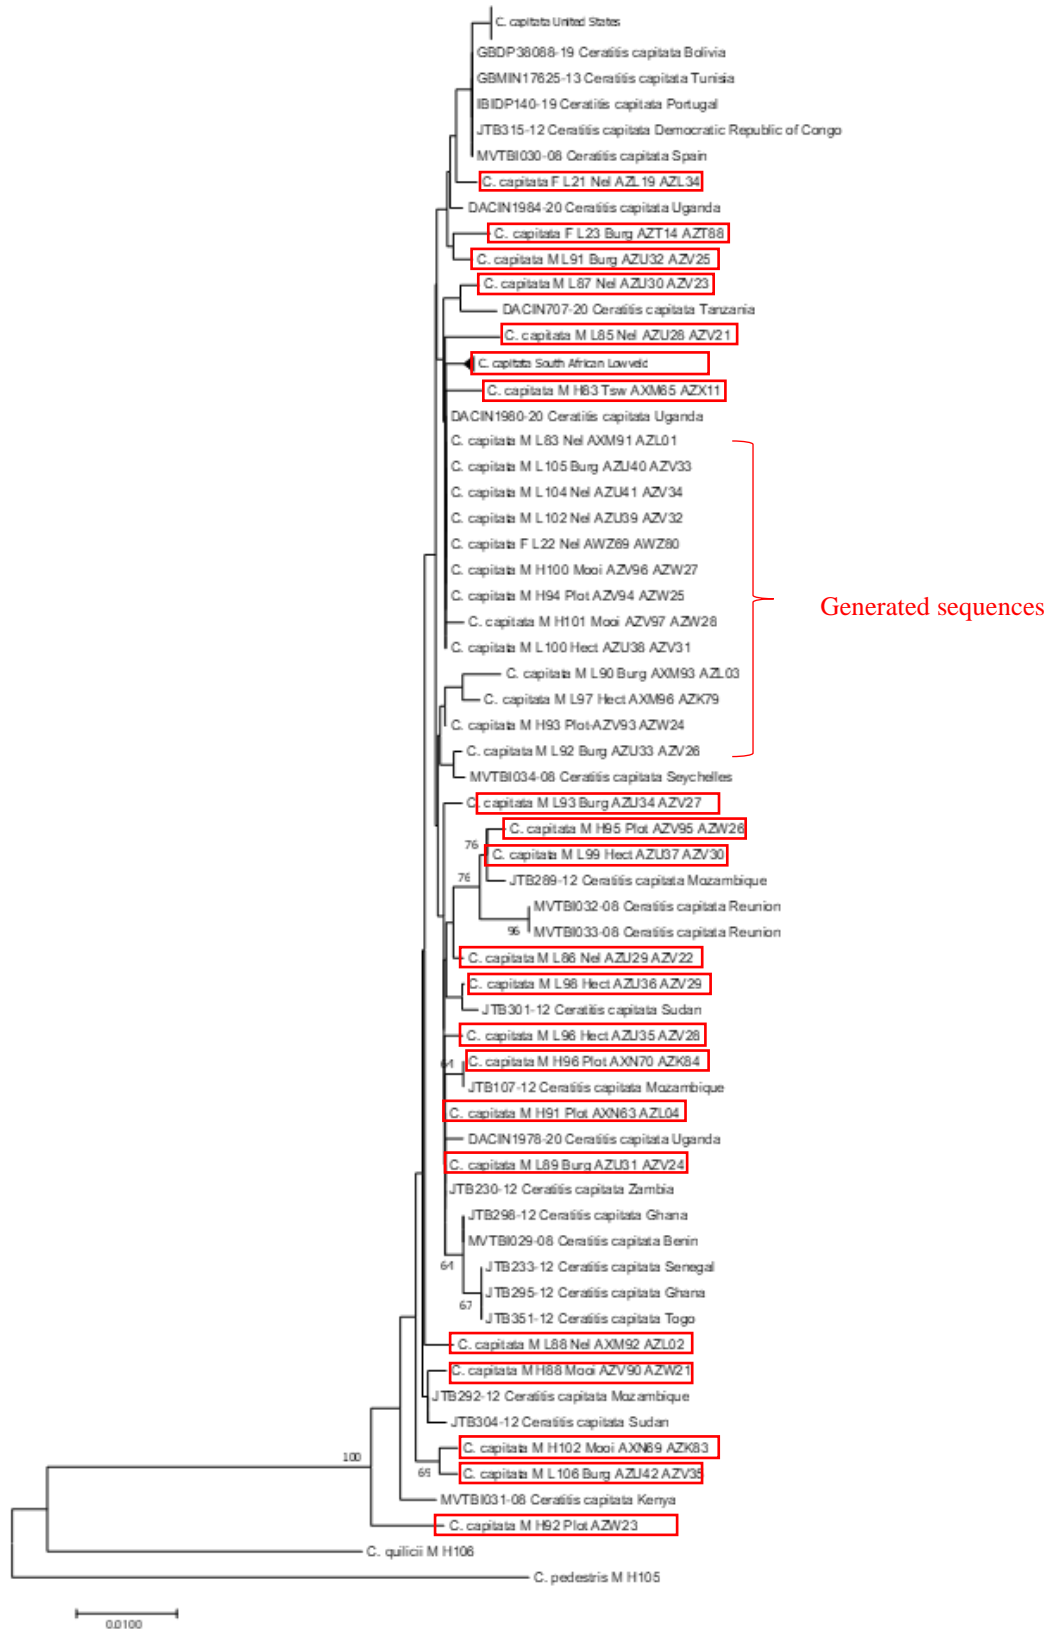 C. capitata United States
GBDP38088-19 Ceratitis capitata Bolivia
GBMIN17625-13 Ceratitis capitata Tunisia
IBIDP140-19 Ceratitis capitata Portugal
JTB315-12 Ceratitis capitata Democratic Republic of Congo
MVTBI030-08 Ceratitis capitata Spain
C. capitata F L21 Nel AZL19 AZL34
DACIN1984-20 Ceratitis capitata Uganda
C. capitata F L23 Burg AZT14 AZT88
C. capitata M L91 Burg AZU32 AZV25
C. capitata M L87 Nel AZU30 AZV23
DACIN707-20 Ceratitis capitata Tanzania
C. capitata M L85 Nel AZU28 AZV21
C. capitata South African Lowveld
C. capitata M H83 Tsw AXM65 AZX11
DACIN1980-20 Ceratitis capitata Uganda
C. capitata M L83 Nel AXM91 AZL01
C. capitata M L105 Burg AZU40 AZV33
C. capitata M L104 Nel AZU41 AZV34
C. capitata M L102 Nel AZU39 AZV32
C. capitata F L22 Nel AWZ69 AWZ80
C. capitata M H100 Mooi AZV96 AZW27
C. capitata M H94 Plot AZV94 AZW25
Generated sequences
C. capitata M H101 Mooi AZV97 AZW28
C. capitata M L100 Hect AZU38 AZV31
C. capitata M L90 Burg AXM93 AZL03
C. capitata M L97 Hect AXM96 AZK79
C. capitata M H93 Plot-AZV93 AZW24
C. capitata M L92 Burg AZU33 AZV26
MVTBI034-08 Ceratitis capitata Seychelles
C. capitata M L93 Burg AZU34 AZV27
C. capitata M H95 Plot AZV95 AZW26
76
C. capitata M L99 Hect AZU37 AZV30
76
JTB289-12 Ceratitis capitata Mozambique
MVTBI032-08 Ceratitis capitata Reunion
96
MVTBI033-08 Ceratitis capitata Reunion
C. capitata M L86 Nel AZU29 AZV22
C. capitata M L98 Hect AZU36 AZV29
JTB301-12 Ceratitis capitata Sudan
C. capitata M L96 Hect AZU35 AZV28
64
C. capitata M H96 Plot AXN70 AZK84
JTB107-12 Ceratitis capitata Mozambique
C. capitata M H91 Plot AXN63 AZL04
DACIN1978-20 Ceratitis capitata Uganda
C. capitata M L89 Burg AZU31 AZV24
JTB230-12 Ceratitis capitata Zambia
JTB298-12 Ceratitis capitata Ghana
MVTBI029-08 Ceratitis capitata Benin
64
JTB233-12 Ceratitis capitata Senegal
JTB295-12 Ceratitis capitata Ghana
67
JTB351-12 Ceratitis capitata Togo
C. capitata M L88 Nel AXM92 AZL02
C. capitata M H88 Mooi AZV90 AZW21
JTB292-12 Ceratitis capitata Mozambique
JTB304-12 Ceratitis capitata Sudan
C. capitata M H102 Mooi AXN69 AZK83
100
69
C. capitata M L106 Burg AZU42 AZV35
MVTBI031-08 Ceratitis capitata Kenya
C. capitata M H92 Plot AZW23
C. quilicii M H106
C. pedestris M H105
0.0100